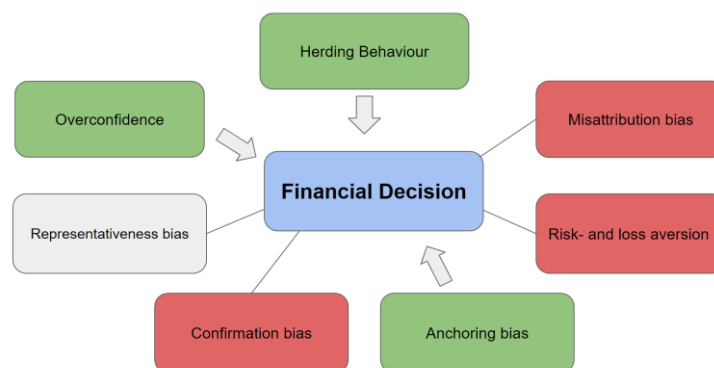 Herding Behaviour
Overconfidence
Misattribution bias
Financial Decision
Representativeness bias
Risk- and loss aversion
Confirmation bias
Anchoring bias